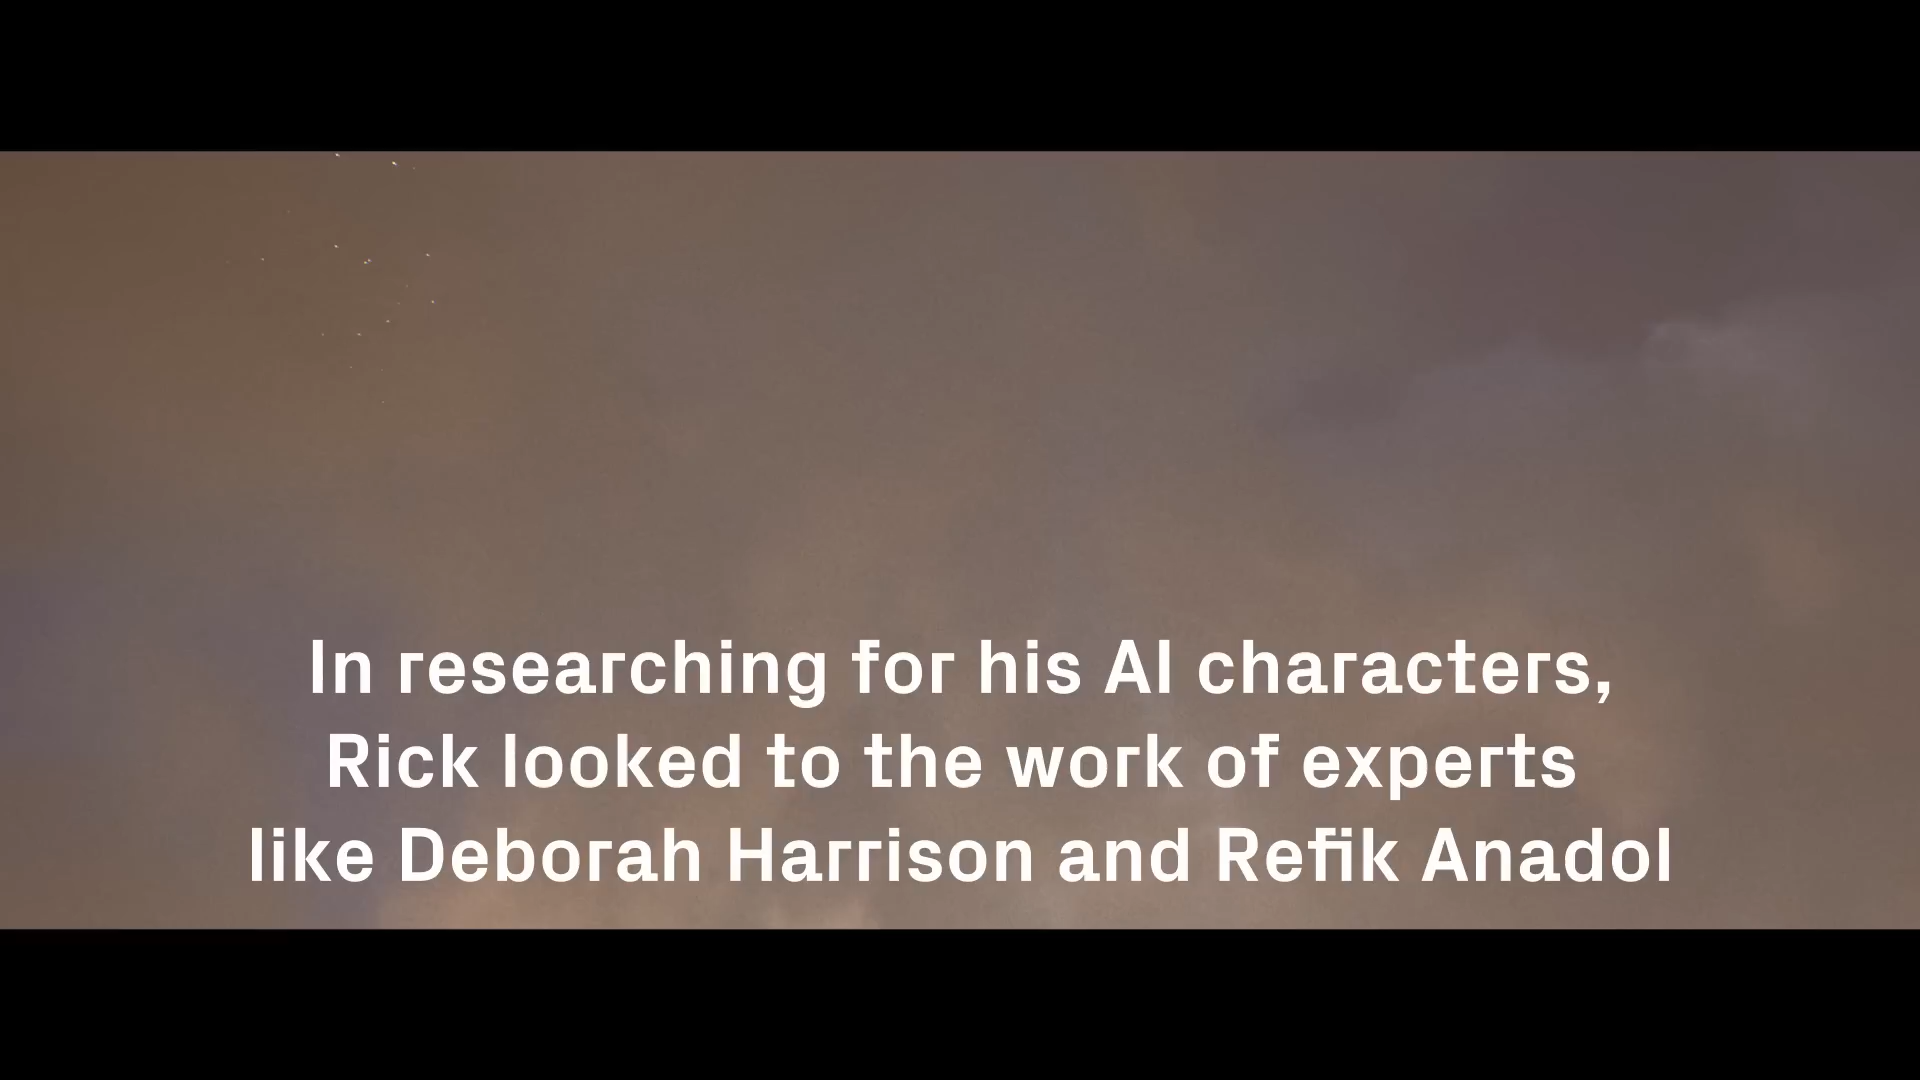 In researching for his AI characters,
Rick looked to the work of experts
like Deborah Harrison and Refik Anadol